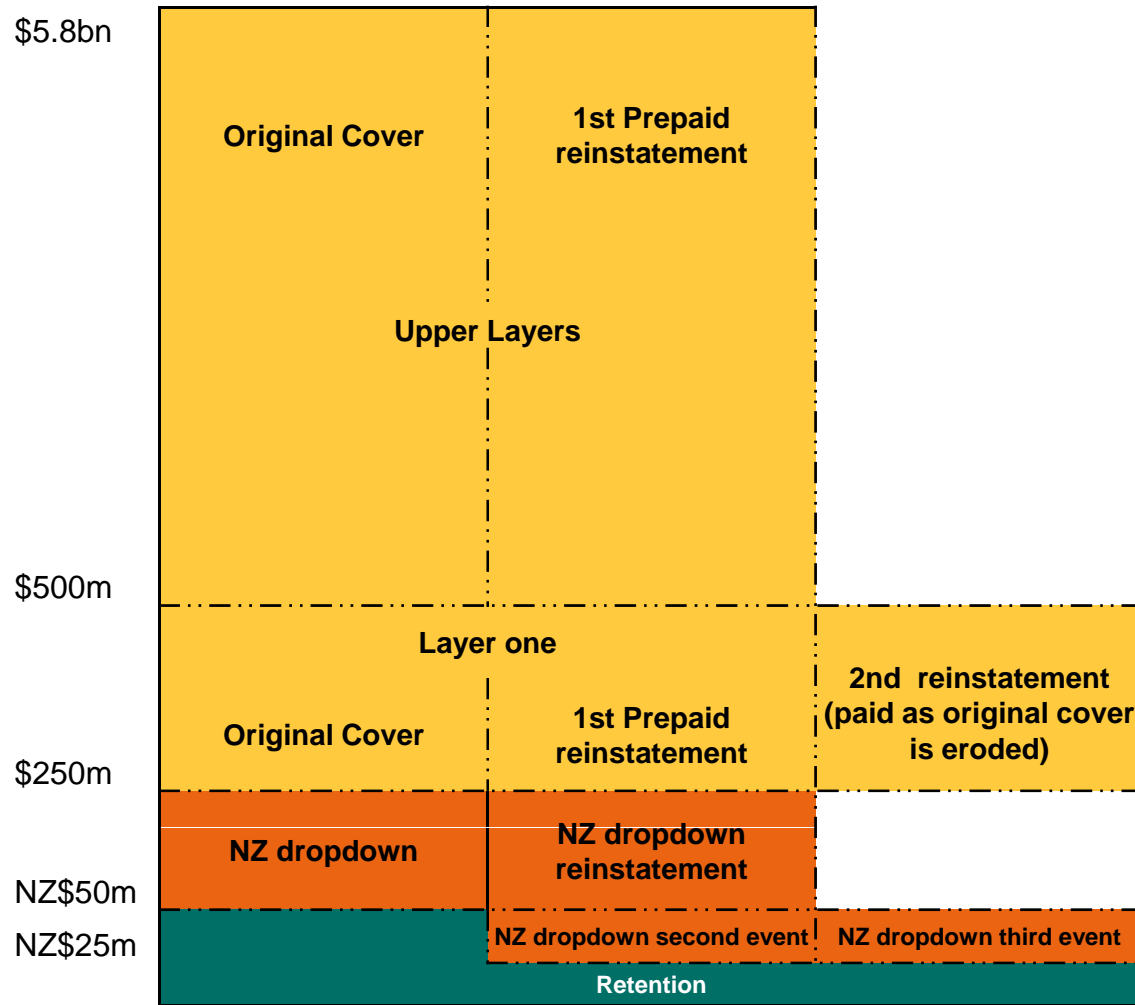 $5.8bn
Original Cover
1st Prepaid
reinstatement
Upper Layers
$500m
Layer one
Original Cover
1st Prepaid
reinstatement
2nd reinstatement
(paid as original cover
is eroded)
$250m
NZ dropdown
NZ dropdown
reinstatement
NZ$50m
NZ$25m
NZ dropdown second event
NZ dropdown third event
Retention